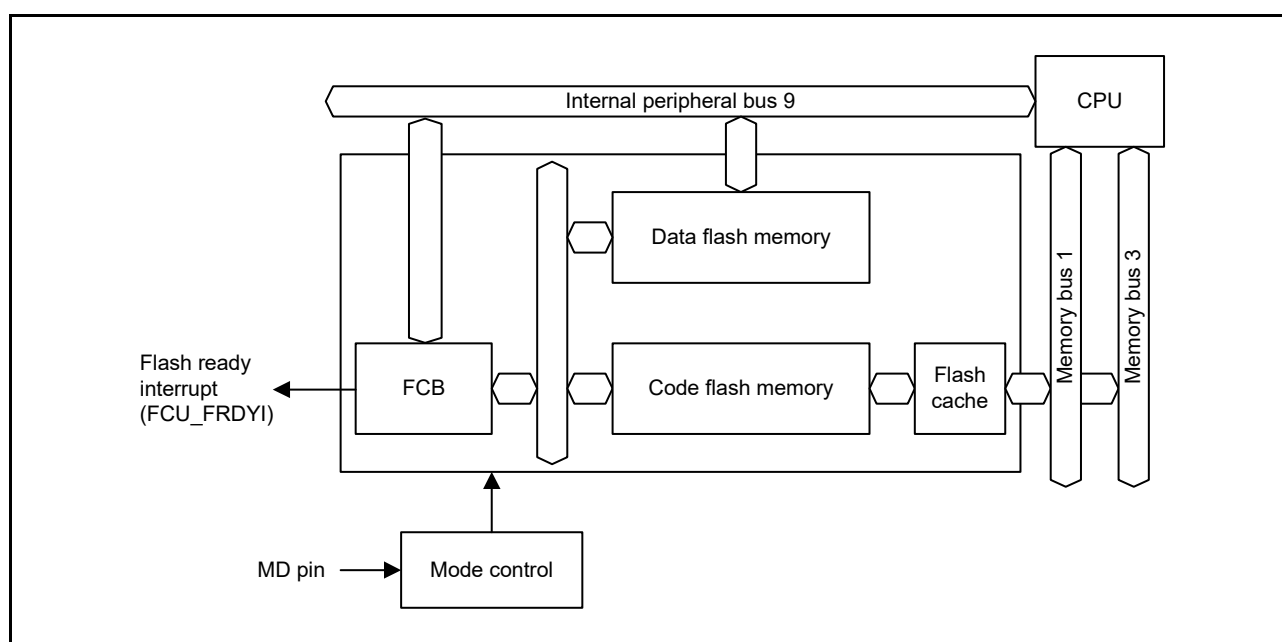 Internal peripheral bus 9
CPU
Data flash memory
Memory bus 1
Memory bus 3
Flash ready
interrupt
(FCU_FRDYI)
FCB
Code flash memory
Flash
cache
MD pin
Mode control